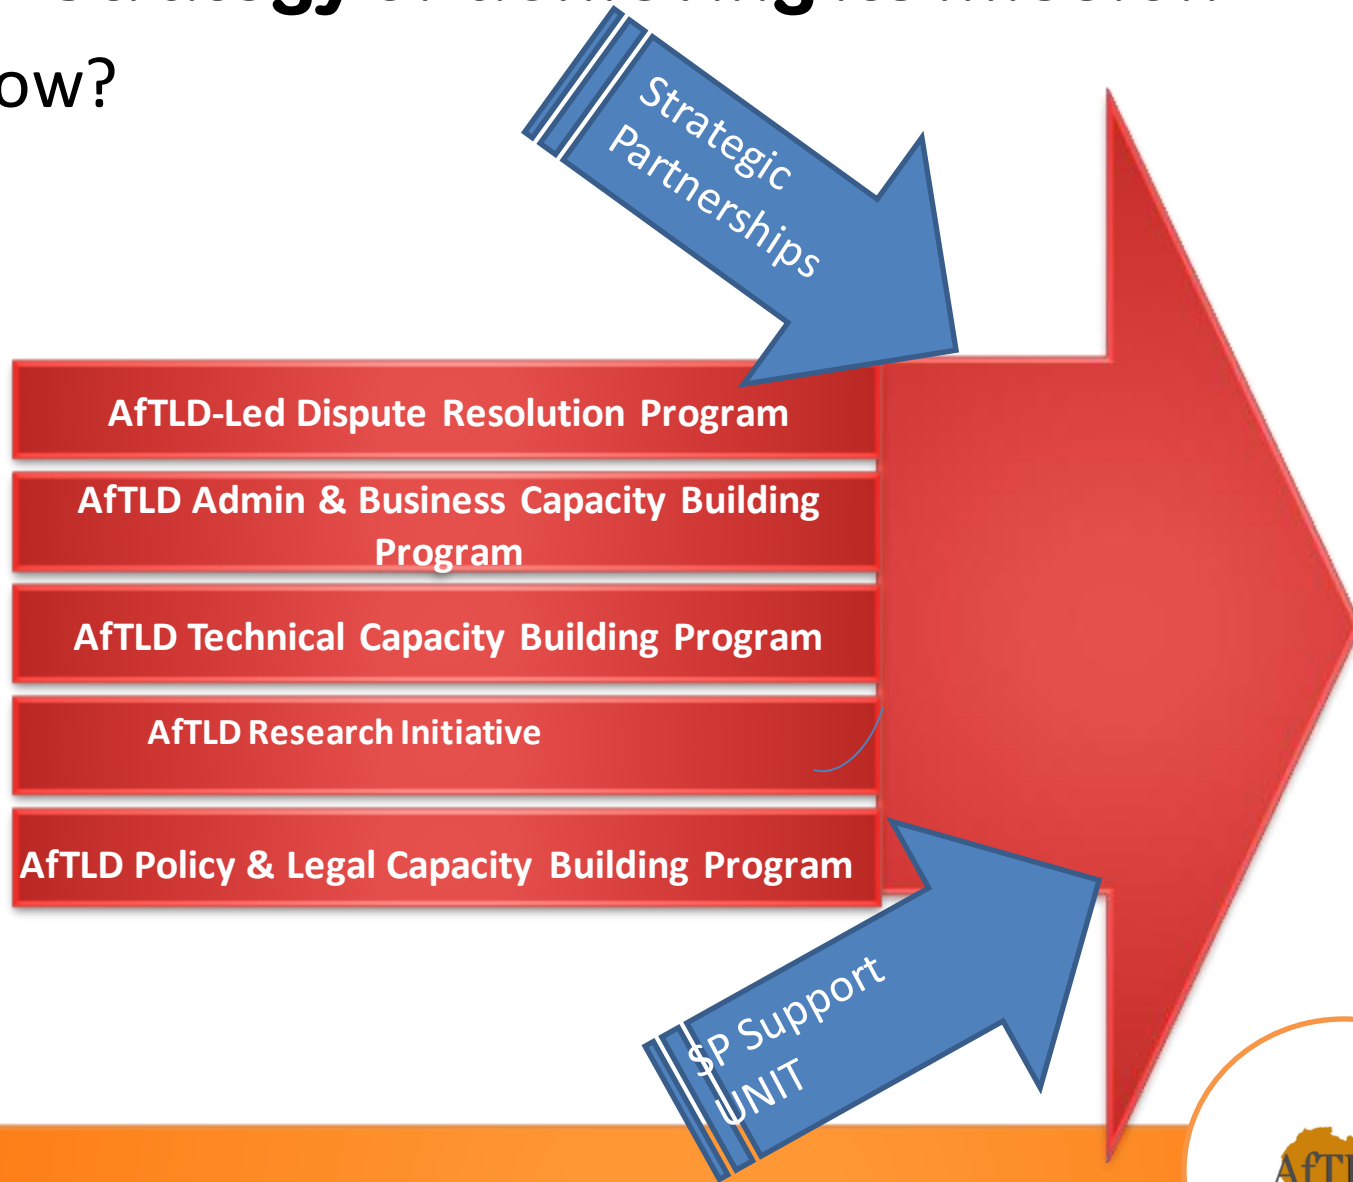 ow?
Strategic
Partnerships
AfTLD-Led Dispute Resolution Program
AfTLD Admin & Business Capacity Building
Program
AfTLD Technical Capacity Building Program
AfTLD Research Initiative
AfTLD Policy & Legal Capacity Building Program
SP Support
UNIT